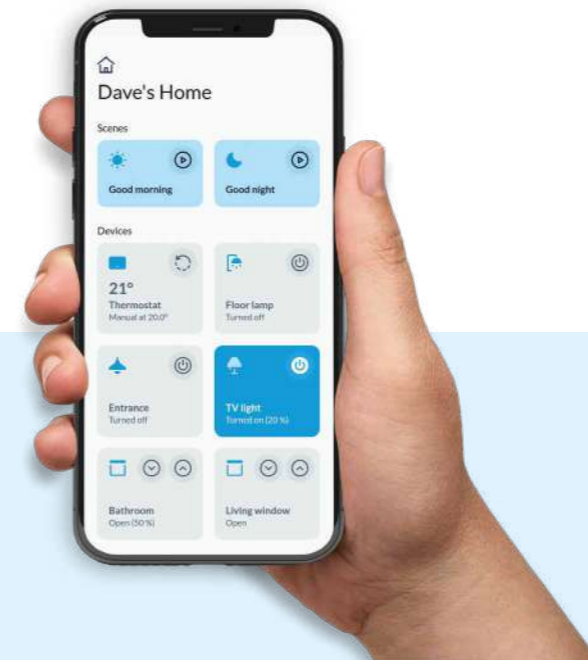 Dave's Home
Scenes
Good morning
Good night
Devices
21°
Thermostat
Manual at 20.0°
Floor lamp
Turned off
Entrance
Turned off
TV light
Turned on (20 %)
Bathroom
Open (50 %)
Living window
Open